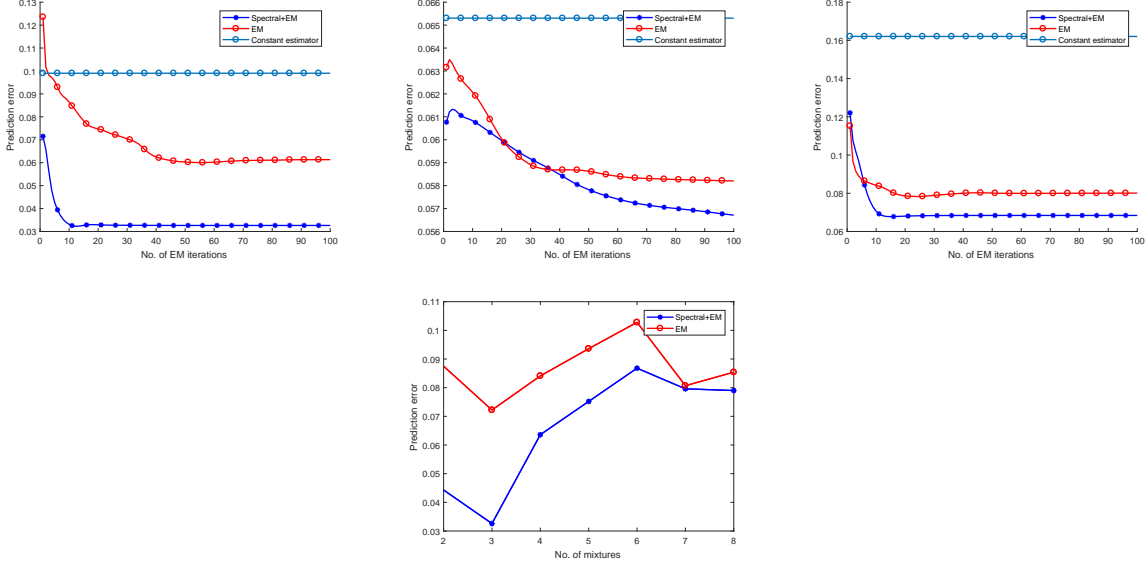 0.13
0.12
0.11
0.1
0.09
0.08
0.07
0.06
0.05
0.04
0.03
Prediction error
0 10 20 30 40 50 60 70 80 90 100
No. of EM iterations
Spectral+EM
EM
Constant estimator
0.066
0.065
0.064
0.063
0.062
0.061
0.060
0.059
0.058
0.057
0.056
Prediction error
0 10 20 30 40 50 60 70 80 90 100
No. of EM iterations
Spectral+EM
EM
Constant estimator
0.18
0.16
0.14
0.12
0.1
0.08
0.06
Prediction error
0 10 20 30 40 50 60 70 80 90 100
No. of EM iterations
Spectral+EM
EM
Constant estimator
0.11
0.1
0.09
0.08
0.07
0.06
0.05
0.04
0.03
Prediction error
2 3 4 5 6 7 8
No. of mixtures
Spectral+EM
EM